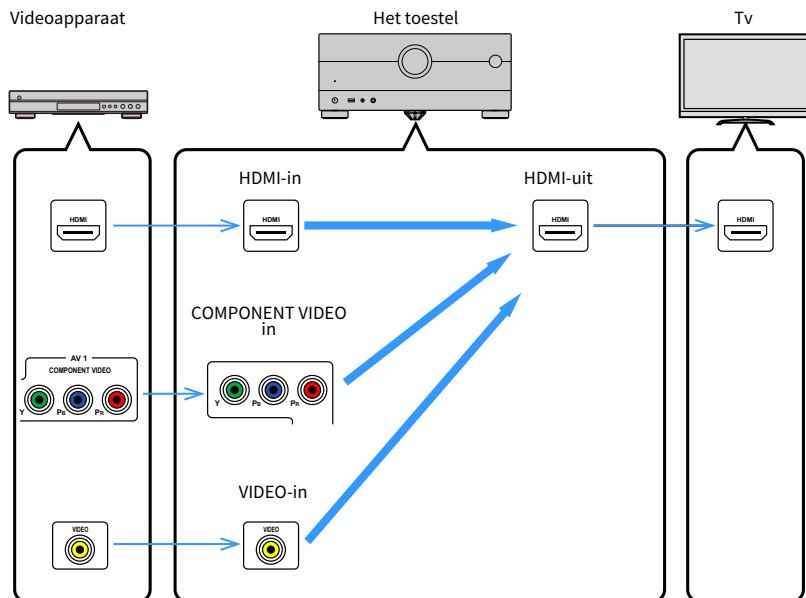 Videoapparaat
Het toestel
Tv
HDMI-in
HDMI-uit
HDMI
HDMI
HDMI
HDMI
COMPONENT VIDEO
in
AV 1
COMPONENT VIDEO
Y PB PR
Y PB PR
VIDEO-in
VIDEO
VIDEO